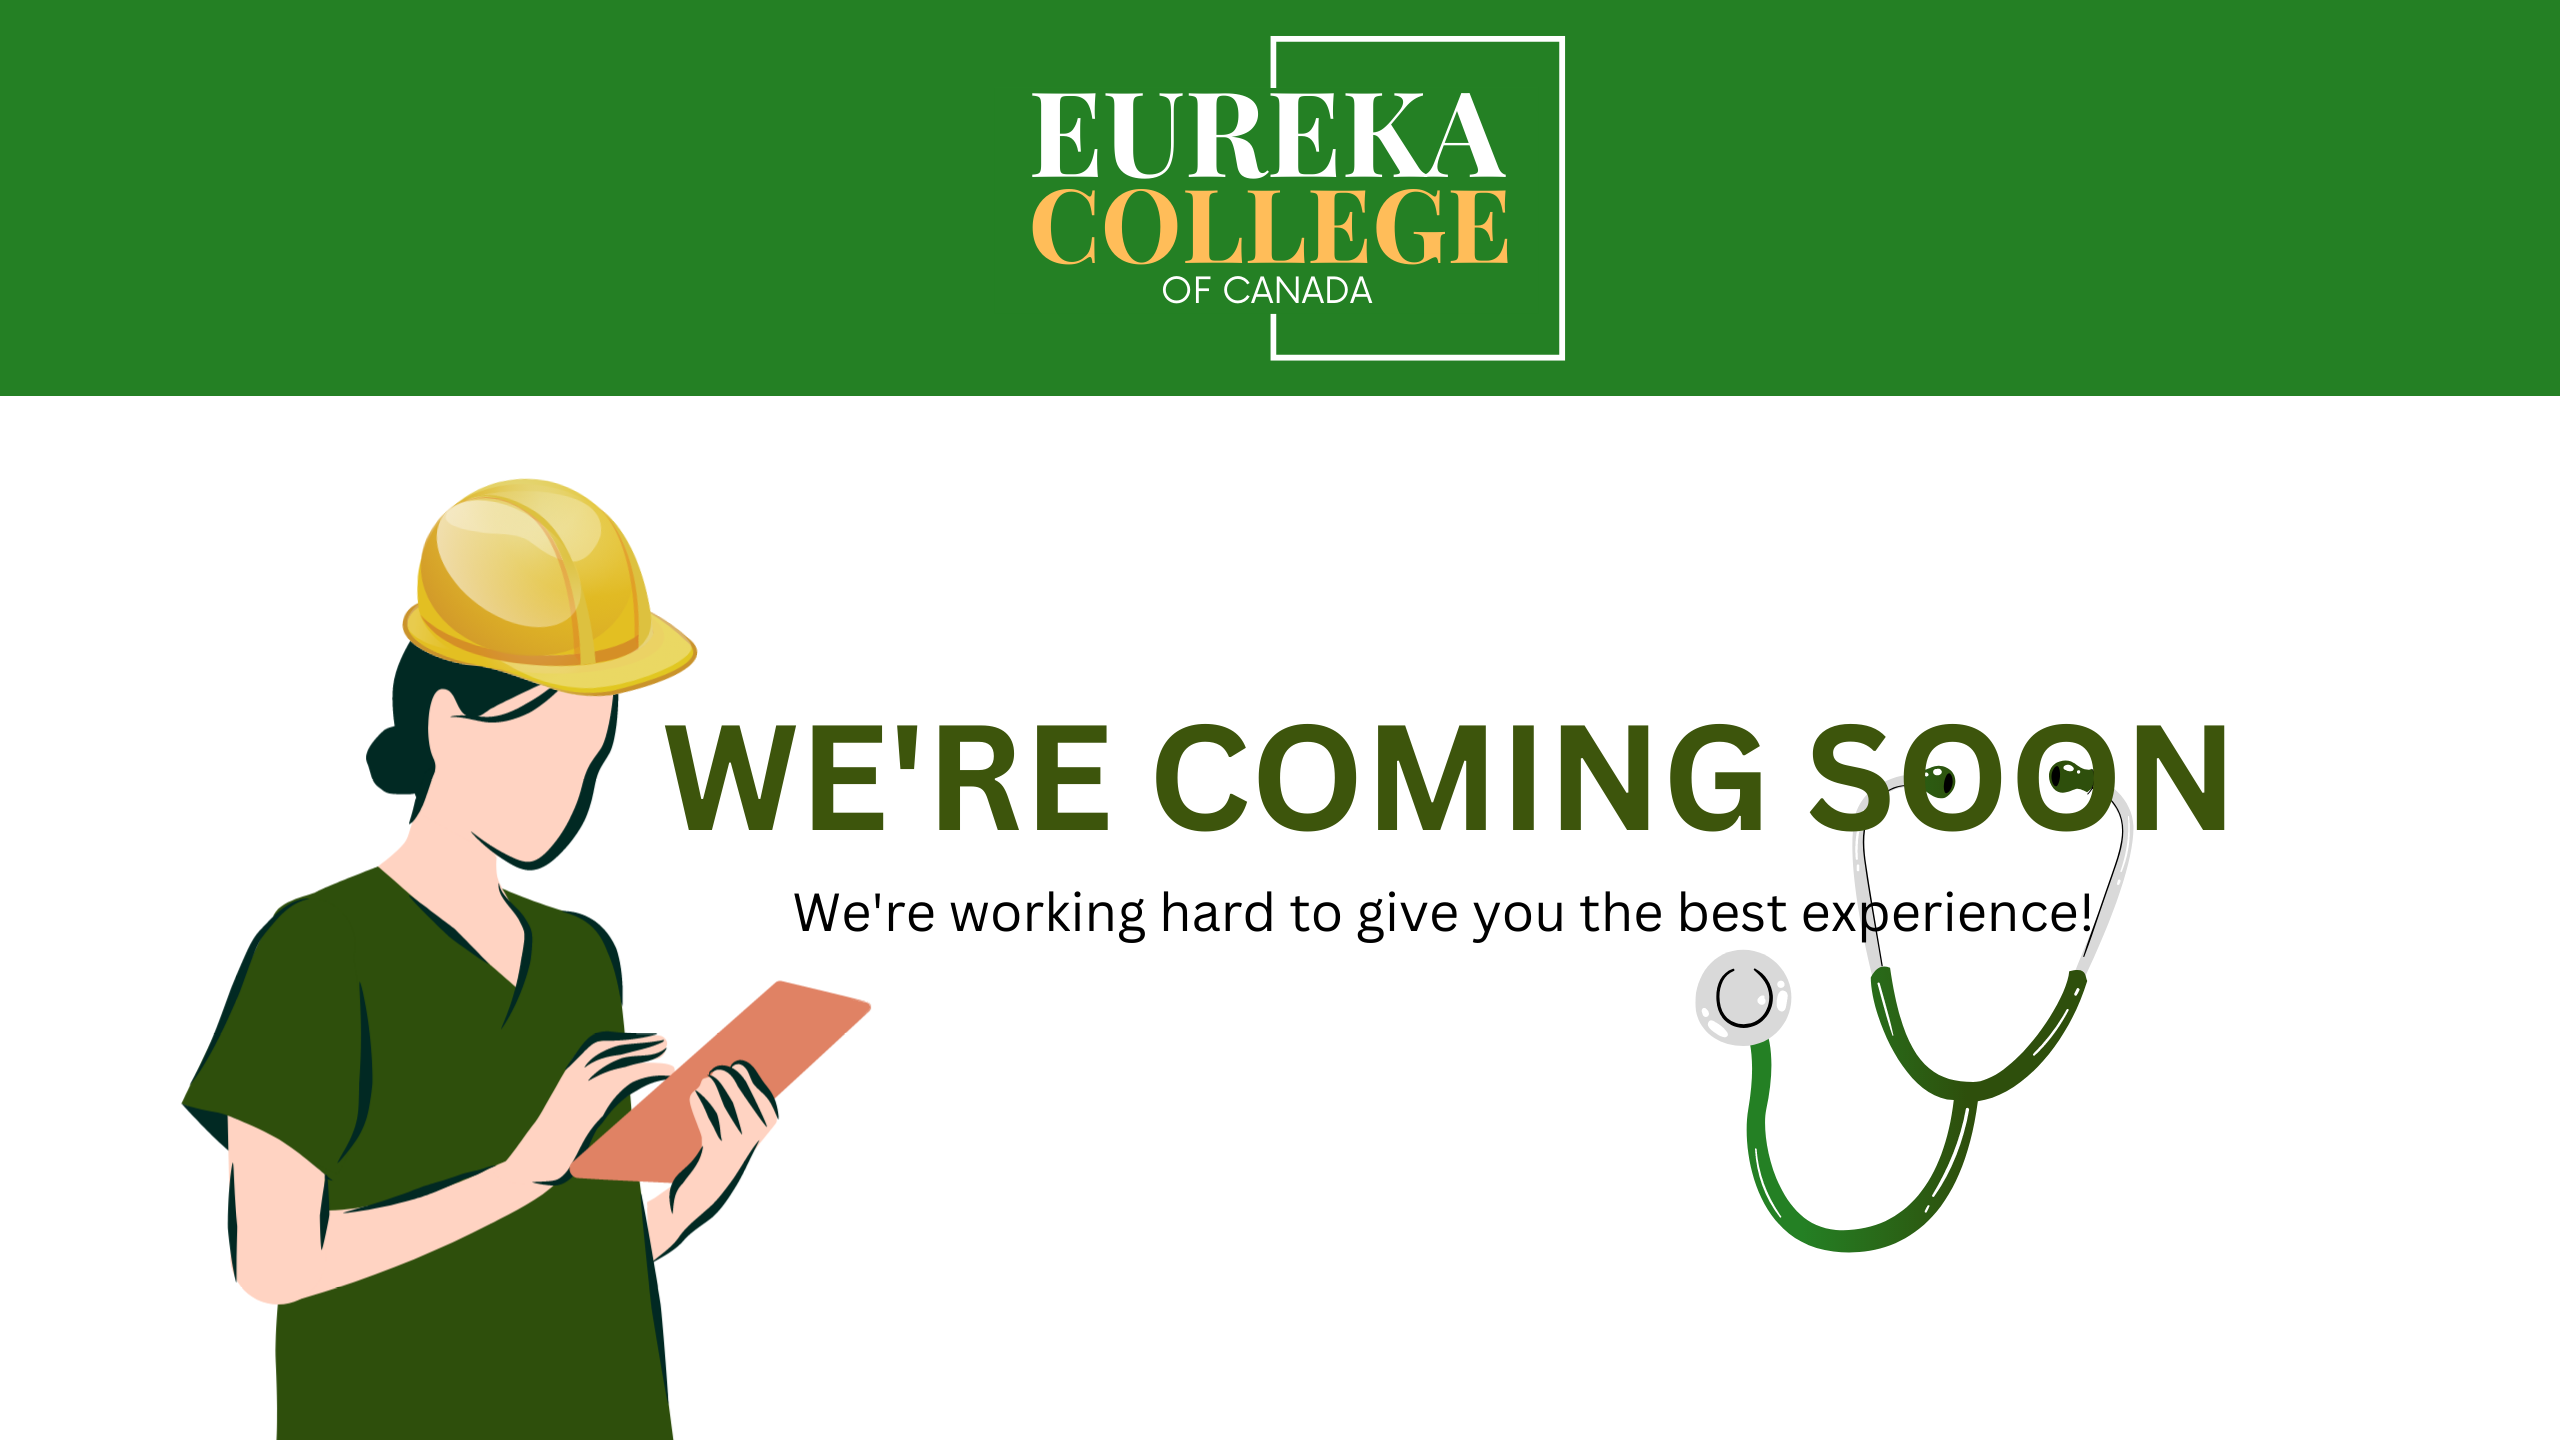 EUREKA
COLLEGE
OF CANADA
WE'RE COMING SOON
We're working hard to give you the best experience!